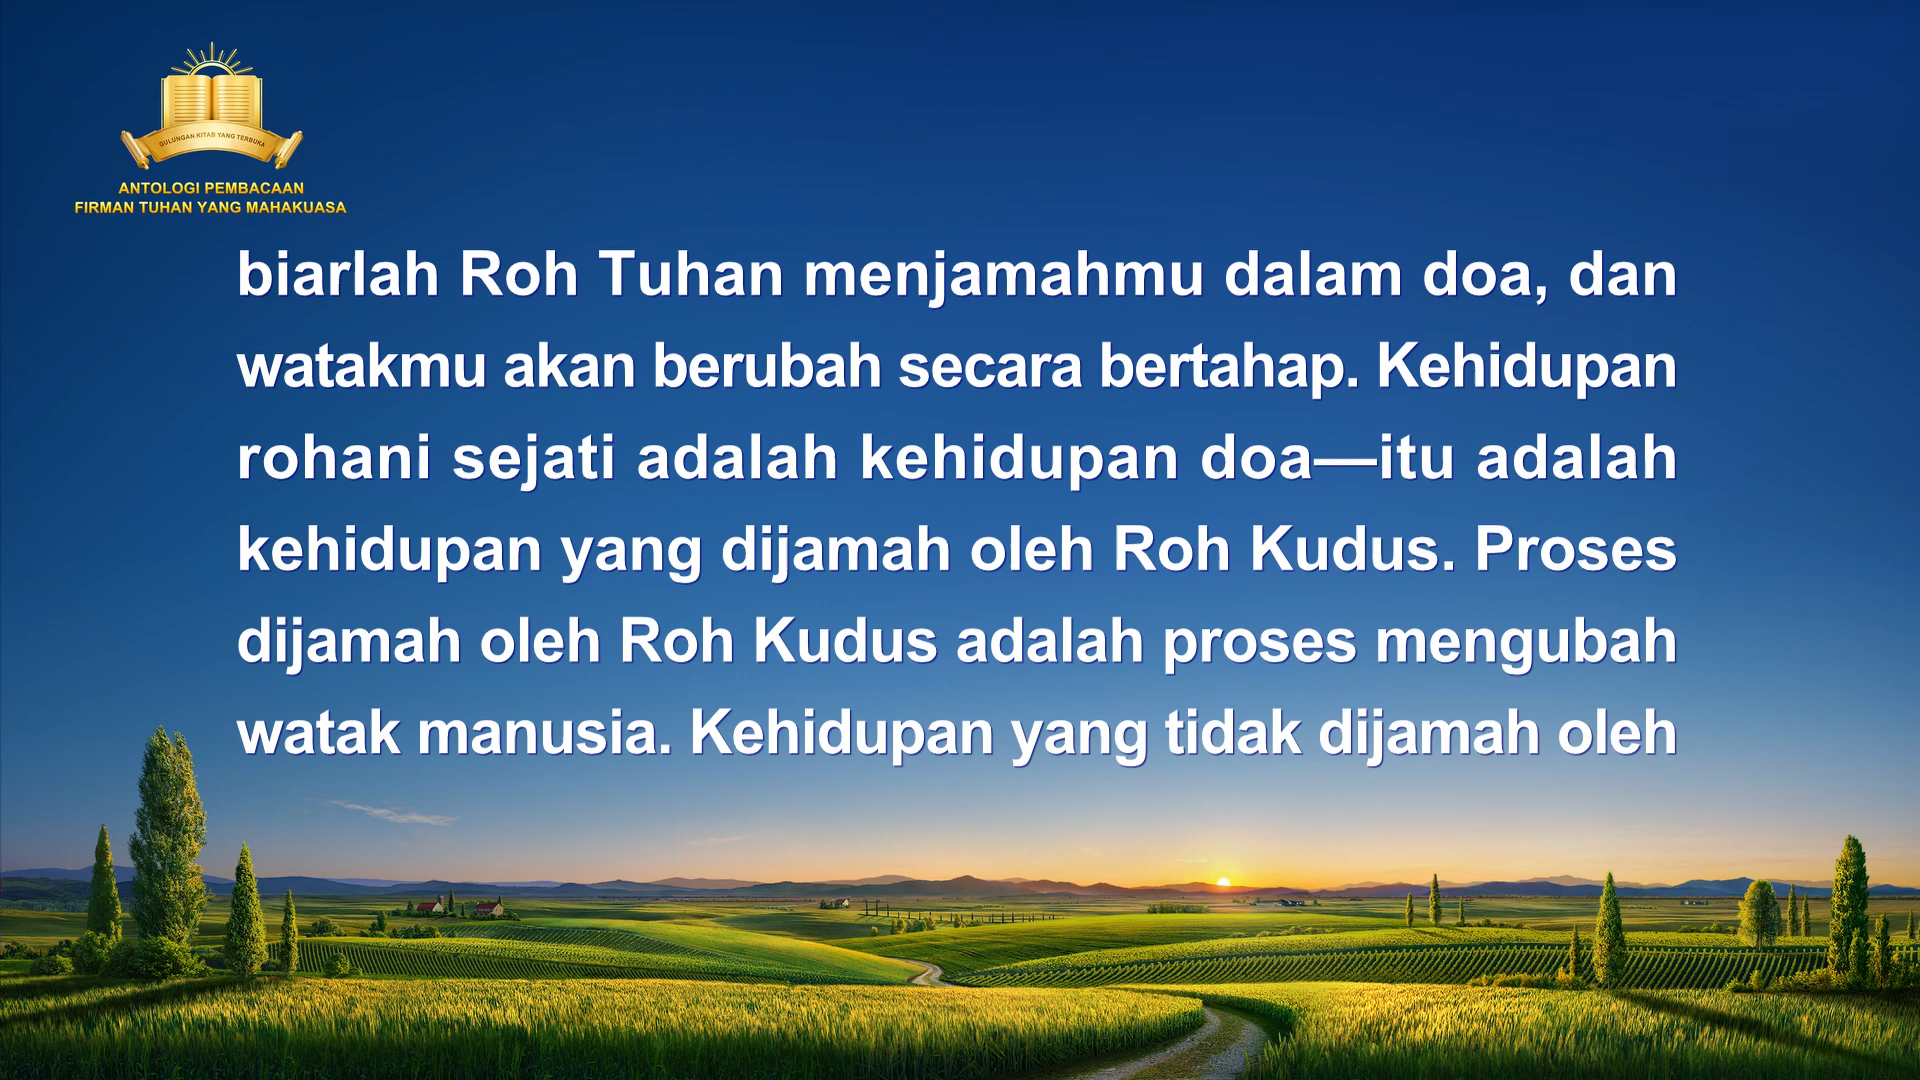 GULUNGAN KITAB YANG TERBUKA
ANTOLOGI PEMBACAAN
FIRMAN TUHAN YANG MAHAKUASA
biarlah Roh Tuhan menjamahmu dalam doa, dan
watakmu akan berubah secara bertahap. Kehidupan
rohani sejati adalah kehidupan doa—itu adalah
kehidupan yang dijamah oleh Roh Kudus. Proses
dijamah oleh Roh Kudus adalah proses mengubah
watak manusia. Kehidupan yang tidak dijamah oleh